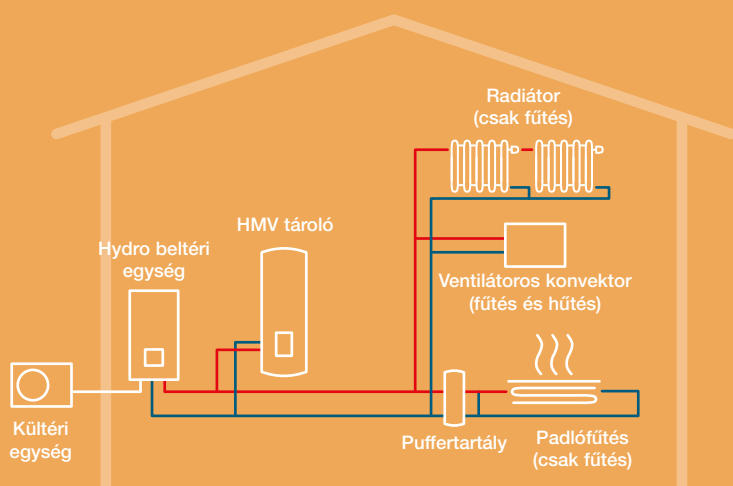 Radiátor
(csak fűtés)
HMV tároló
Hydro beltéri
egység
Ventilátoros konvektor
(fűtés és hűtés)
Kültéri
egység
Puffertartály
Padlófűtés
(csak fűtés)